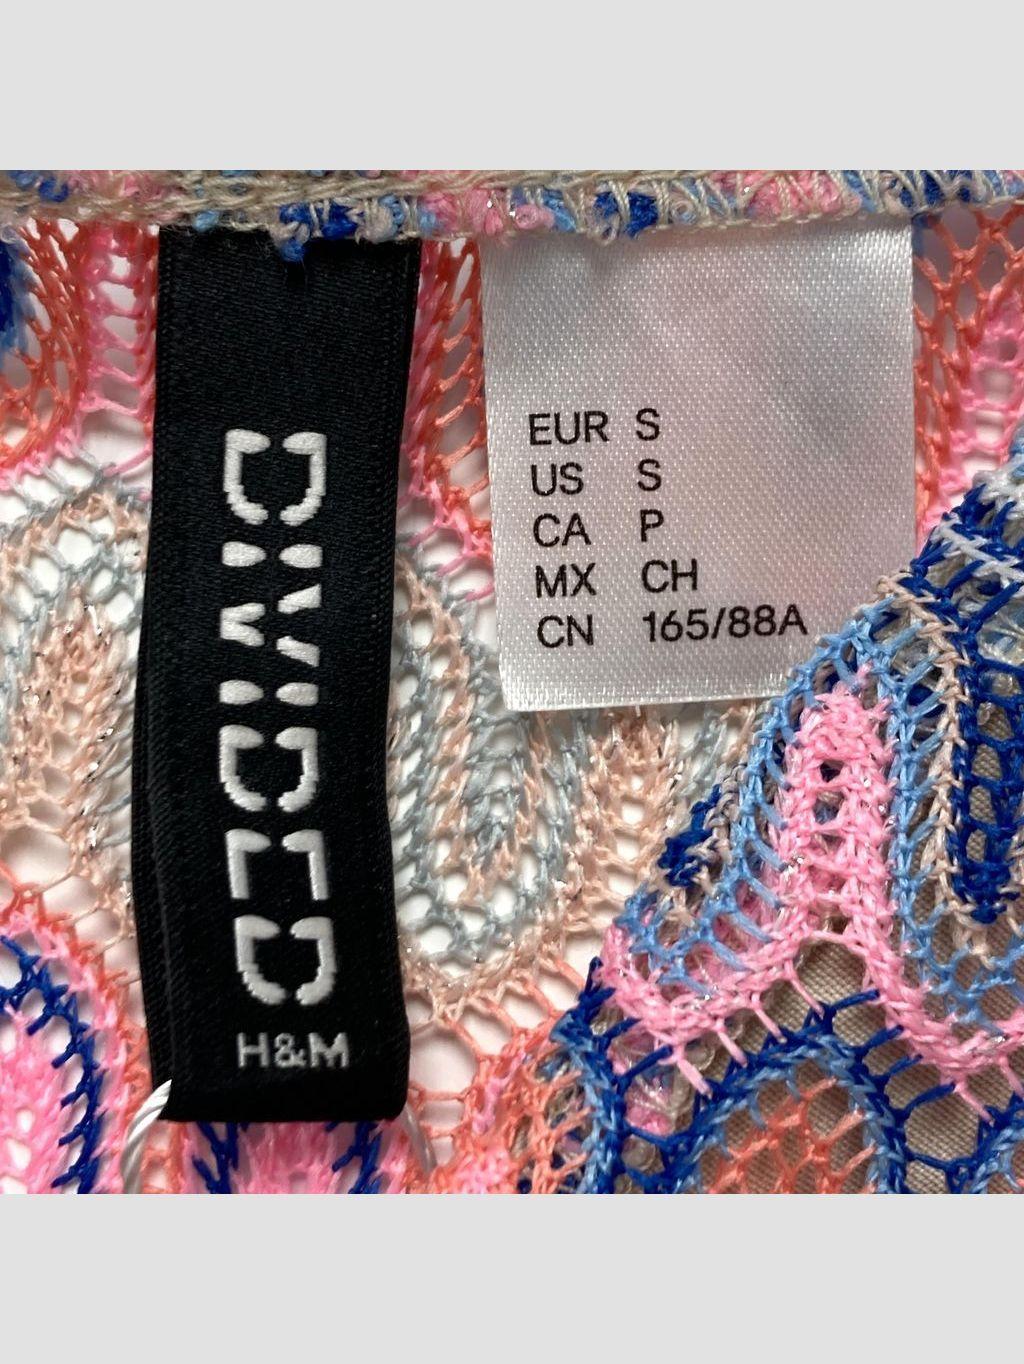 DIVIDED
H&M
EUR S
US S
CA P
MX CH
CN 165/88A